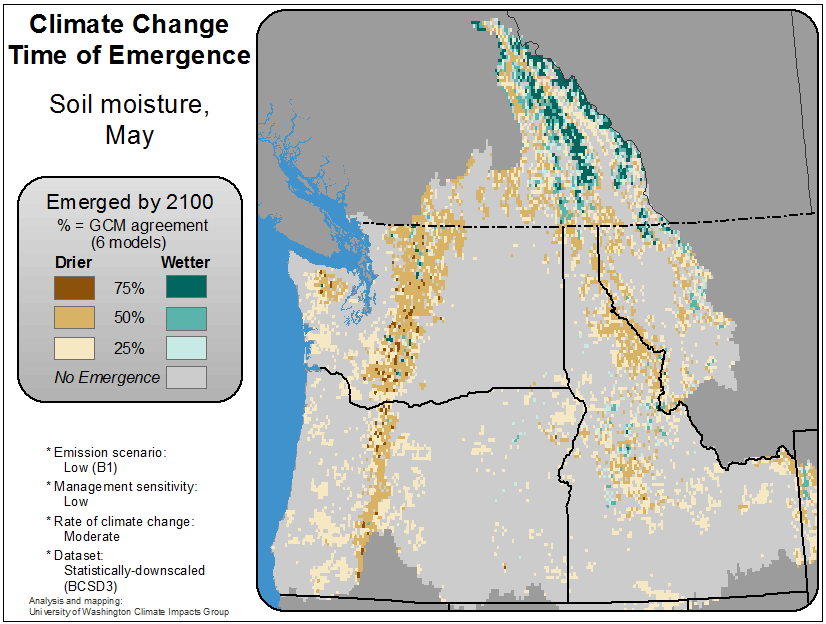 Climate Change
Time of Emergence
Soil moisture,
May
Emerged by 2100
% = GCM agreement
(6 models)
Drier Wetter
75%
50%
25%
No Emergence
* Emission scenario:
Low (B1)
* Management sensitivity:
Low
* Rate of climate change:
Moderate
* Dataset:
Statistically-downscaled
(BCSD3)
Analysis and mapping:
University of Washington Climate Impacts Group